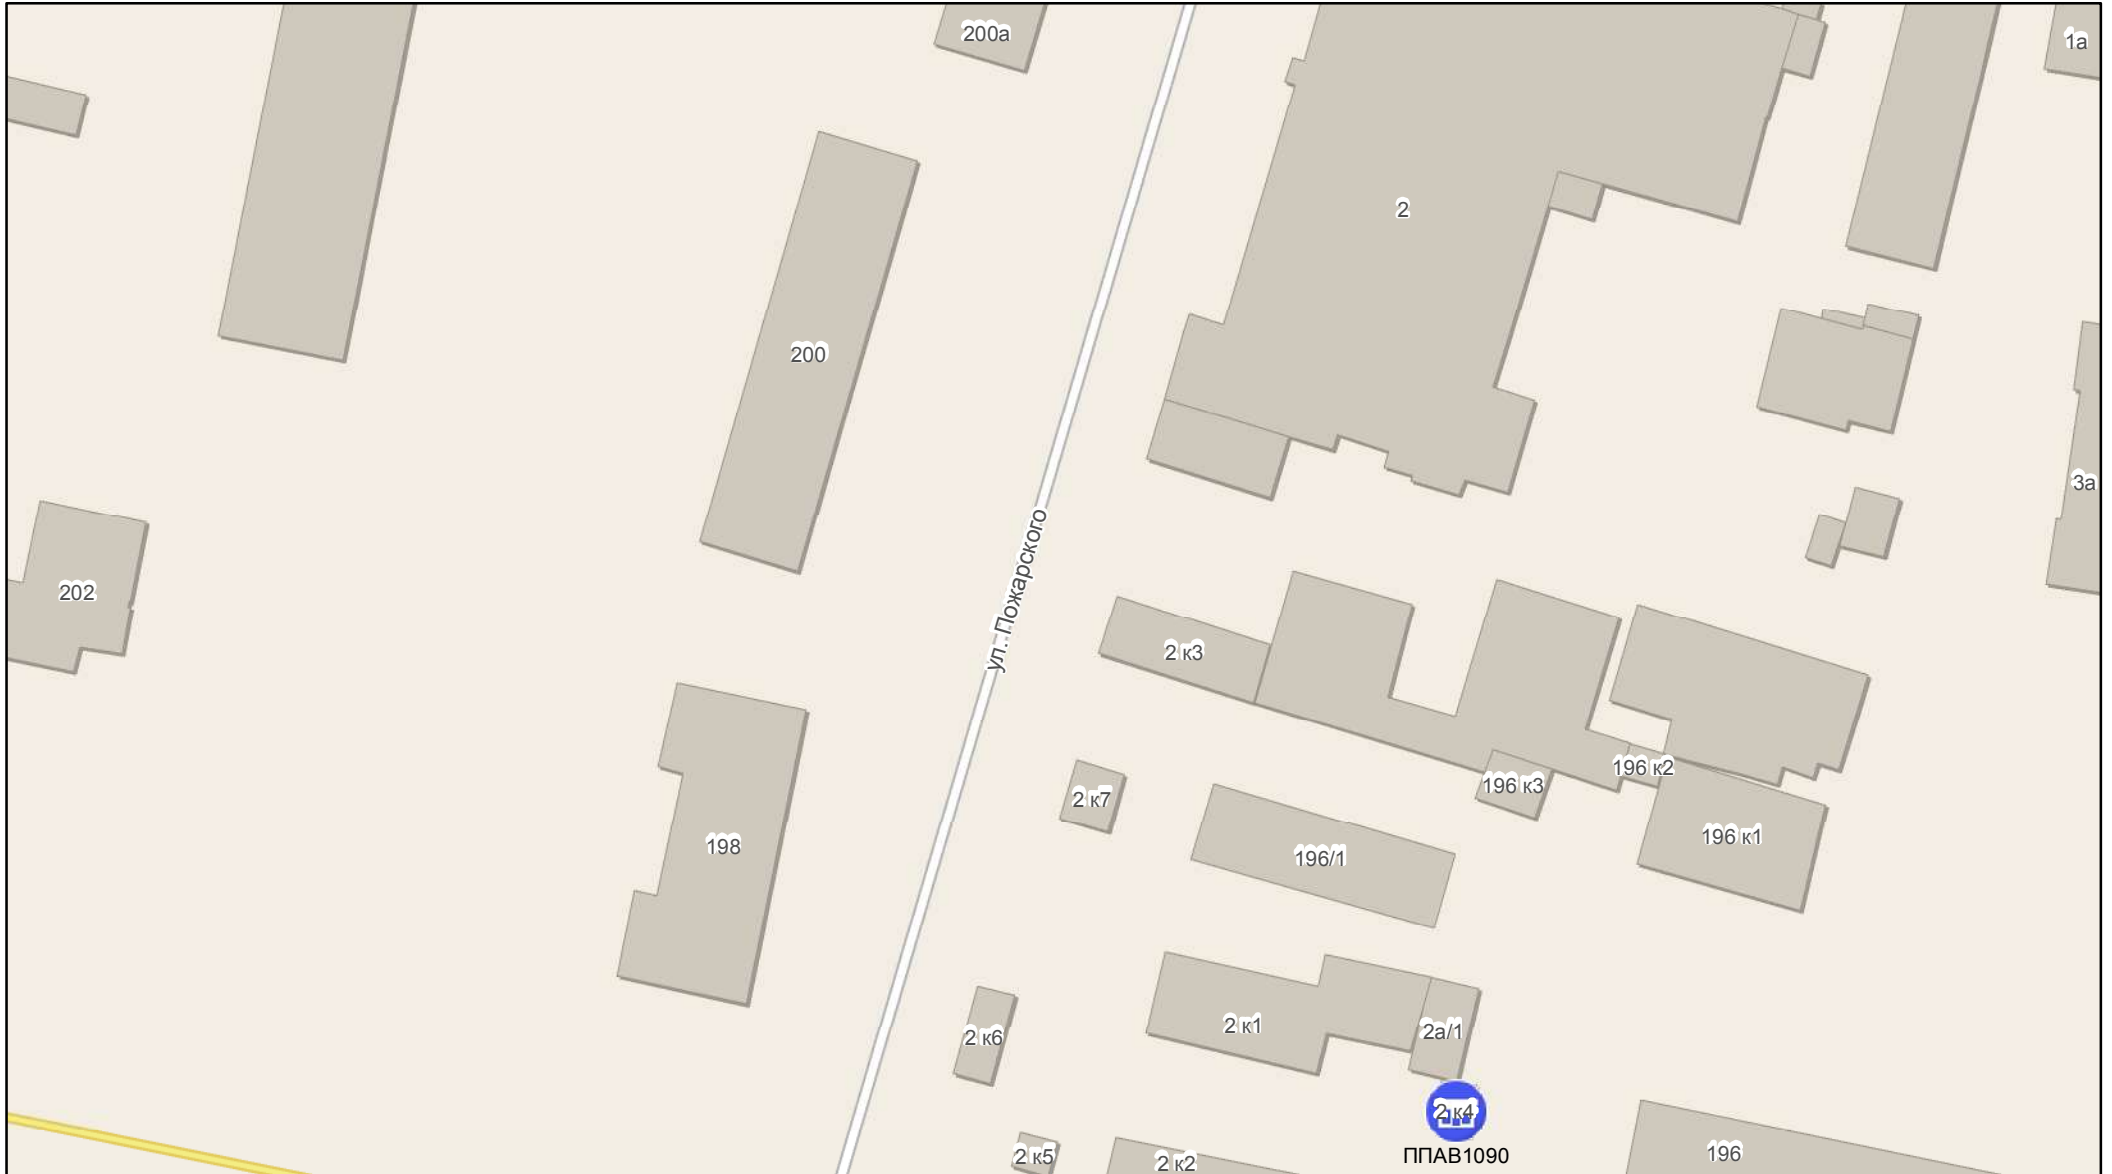 200а
1а
2
200
3а
202
ул. Пожарского
2 к3
196 к2
196 к3
2 к7
196 к1
198
196/1
2 к1
2а/1
2 к6
2 к4
196
2 к5
ППАВ1090
2 к2